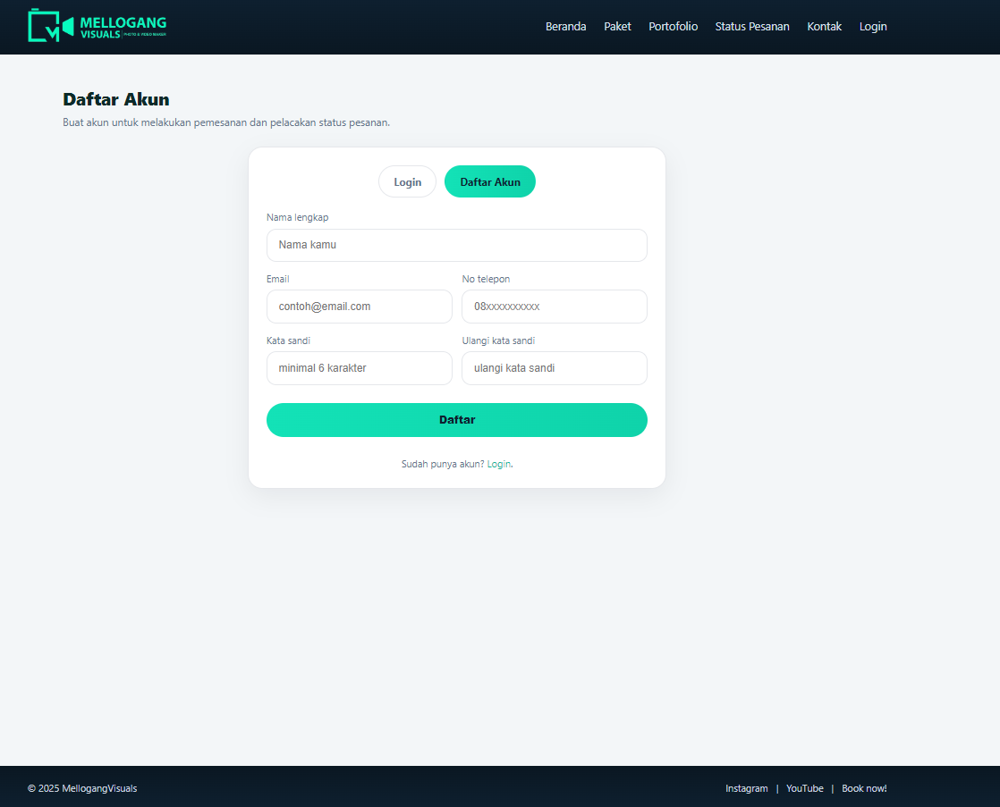 MELLOGANG
VISUALS | PHOTO & VIDEO MAKER
Beranda Paket Portofolio Status Pesanan Kontak Login
Daftar Akun
Buat akun untuk melakukan pemesanan dan pelacakan status pesanan.
Login Daftar Akun
Nama lengkap
Nama kamu
Email No telepon
contoh@email.com 08xxxxxxxxxx
Kata sandi Ulangi kata sandi
minimal 6 karakter ulangi kata sandi
Daftar
Sudah punya akun? Login.
© 2025 MellogangVisuals Instagram | YouTube | Book now!